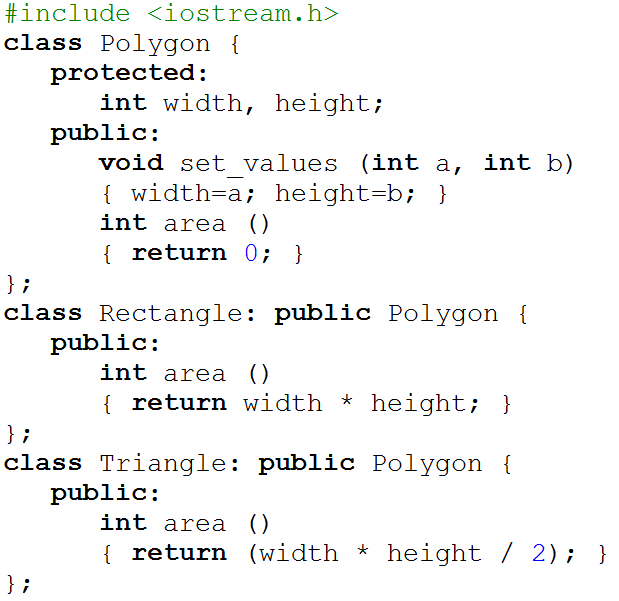 #include <iostream.h>
class Polygon {
   protected:
      int width, height;
   public:
      void set_values (int a, int b)
      { width=a; height=b; }
      int area ()
      { return 0; }
};
class Rectangle: public Polygon {
   public:
      int area ()
      { return width * height; }
};
class Triangle: public Polygon {
   public:
      int area ()
      { return (width * height / 2); }
};